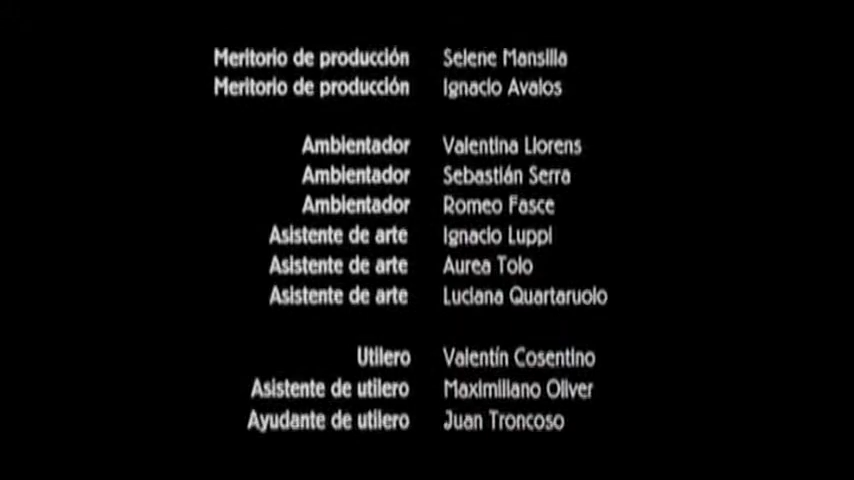 Meritorio de producción Selene Mansilla
Meritorio de producción Ignacio Avalos
Ambientador Valentina Llorens
Ambientador Sebastián Serra
Ambientador Romeo Fasce
Asistente de arte Ignacio Luppi
Asistente de arte Aurea Tolo
Asistente de arte Luciana Quartaruolo
Utilero Valentín Cosentino
Asistente de utilero Maximiliano Oliver
Ayudante de utilero Juan Troncoso